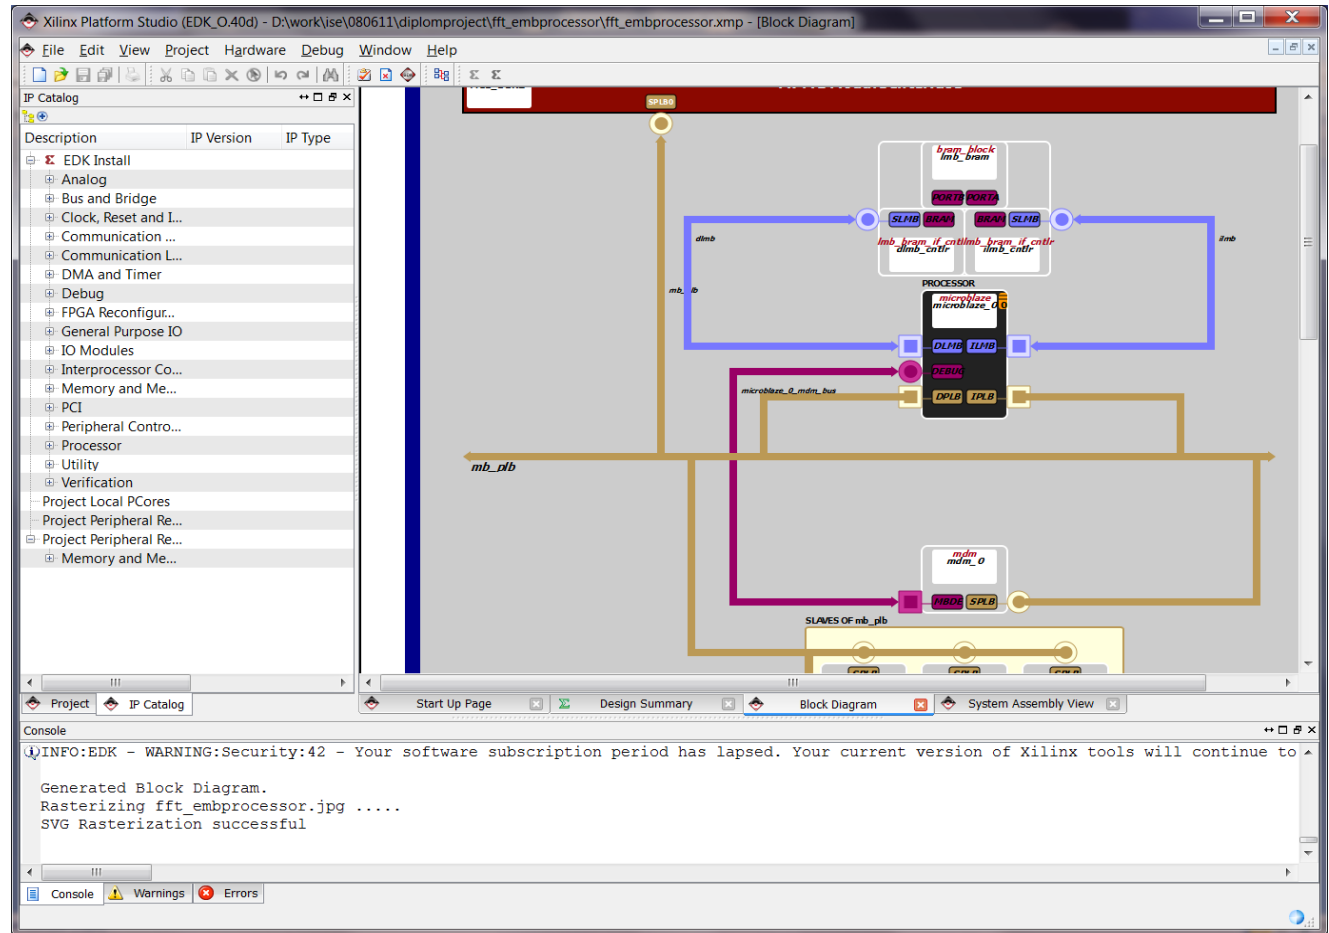 Xilinx Platform Studio (EDK_O.40d) - D:\work\ise\080611\diplomproject\fft_embprocessor\fft_embprocessor.xmp - [Block Diagram]
File Edit View Project Hardware Debug Window Help
IP Catalog
Description IP Version IP Type
EDK Install
Analog
Bus and Bridge
Clock, Reset and I...
Communication ...
Communication L...
DMA and Timer
Debug
FPGA Reconfigur...
General Purpose IO
IO Modules
Interprocessor Co...
Memory and Me...
PCI
Peripheral Contro...
Processor
Utility
Verification
Project Local PCores
Project Peripheral Re...
Project Peripheral Re...
Memory and Me...
Project IP Catalog
SPLB0
bram_block
lmb_bram
PORTB PORTA
SLMB BRAM BRAM SLMB
dlmb
ilmb
lmb_bram_if_cntlr lmb_bram_if_cntlr
dlmb_cntlr ilmb_cntlr
mb_plb
PROCESSOR
microblaze
microblaze_0
DLMB ILMB
DEBUG
microblaze_0_mdm_bus
DPLB IPLB
mb_plb
mdm
mdm_0
MBDE SPLB
SLAVES OF mb_plb
SPLB SPLB SPLB
Start Up Page Design Summary Block Diagram System Assembly View
Console
INFO:EDK - WARNING:Security:42 - Your software subscription period has lapsed. Your current version of Xilinx tools will continue to
Generated Block Diagram.
Rasterizing fft_embprocessor.jpg .....
SVG Rasterization successful
Console Warnings Errors